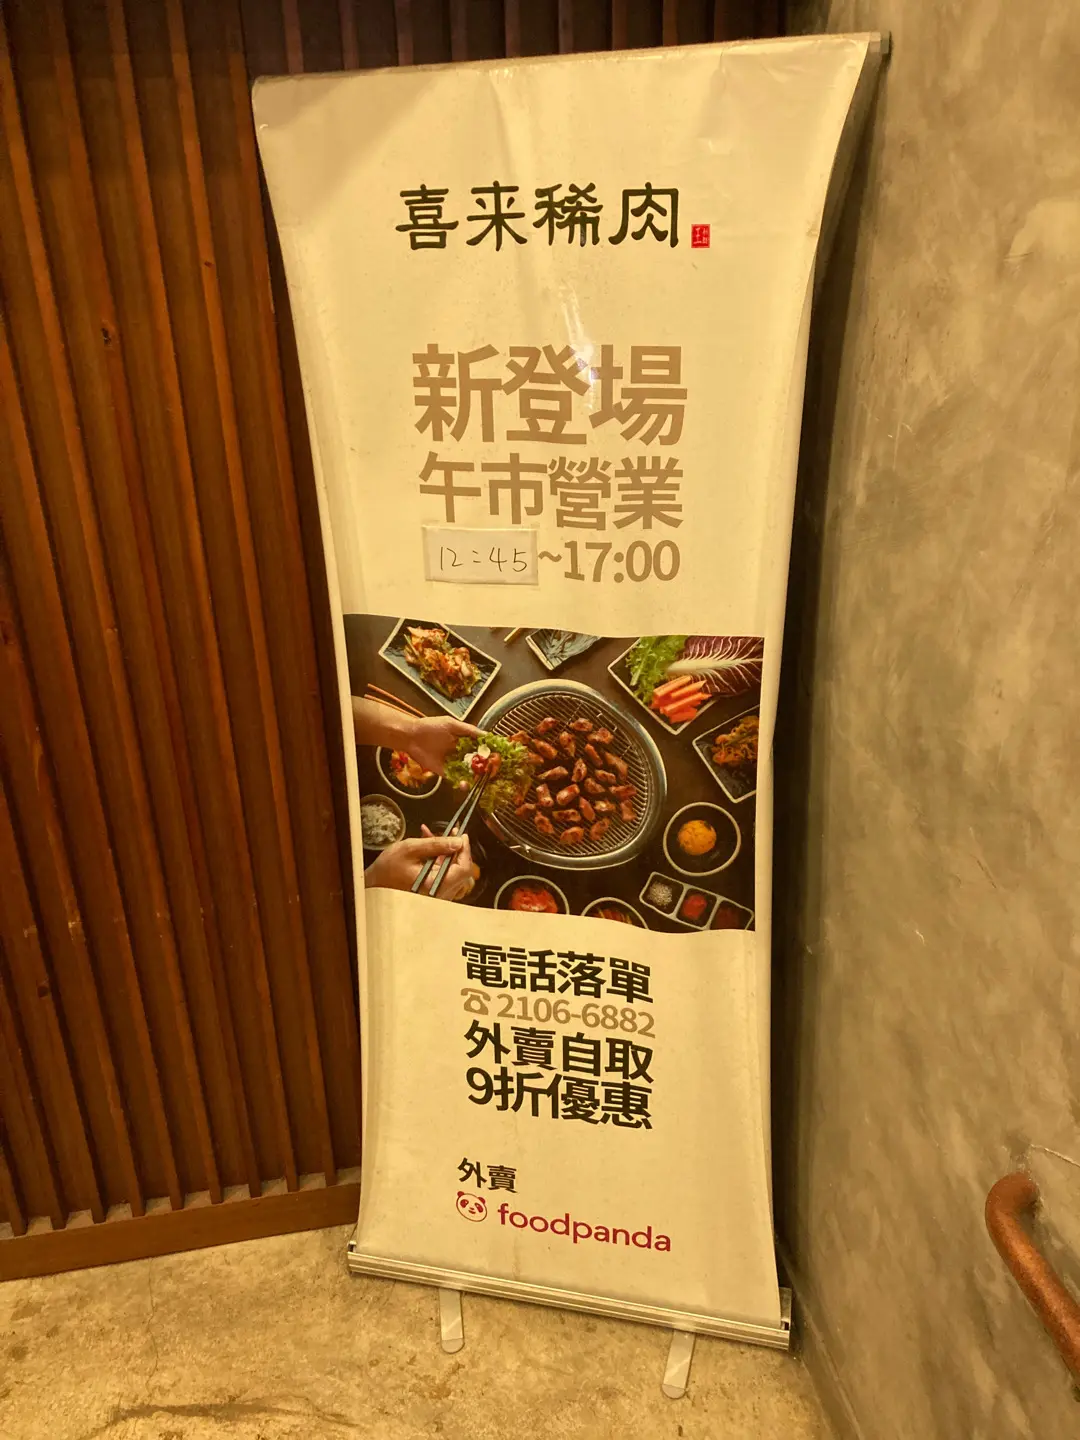 喜来稀肉
新登場
午市營業
12:45~17:00
電話落單
☎2106-6882
外賣自取
9折優惠
外賣
foodpanda